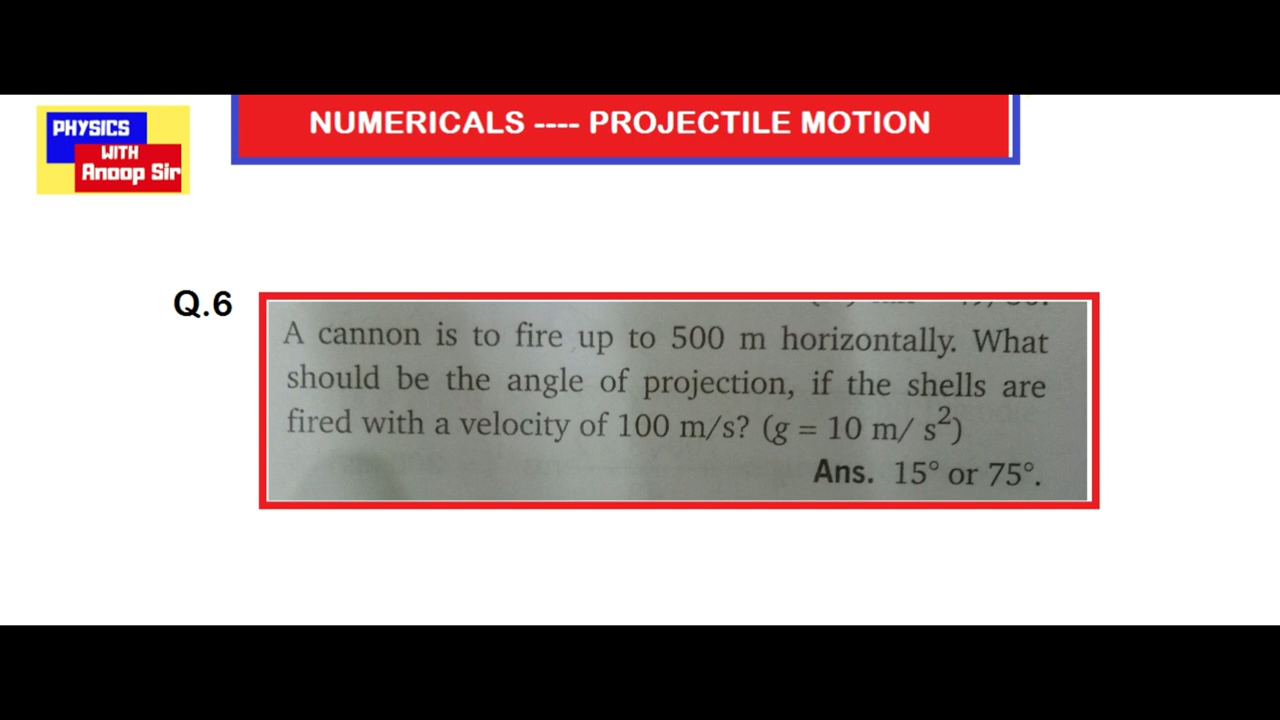 PHYSICS
WITH
Anoop Sir
NUMERICALS ---- PROJECTILE MOTION
Q.6
A cannon is to fire up to 500 m horizontally. What
should be the angle of projection, if the shells are
fired with a velocity of 100 m/s? (g = 10 m/ s²)
Ans. 15° or 75°.